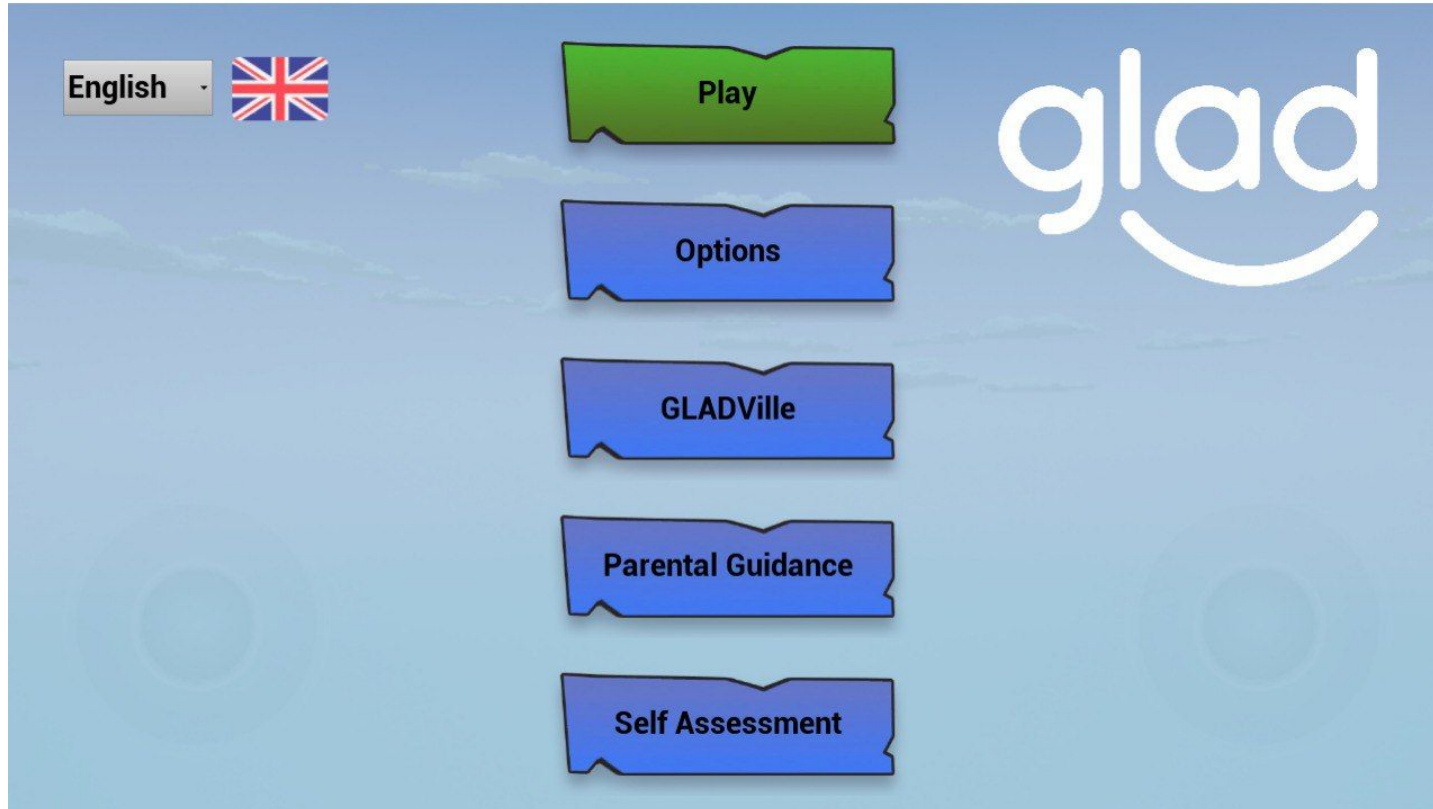 English
Play
glad
Options
GLADVille
Parental Guidance
Self Assessment